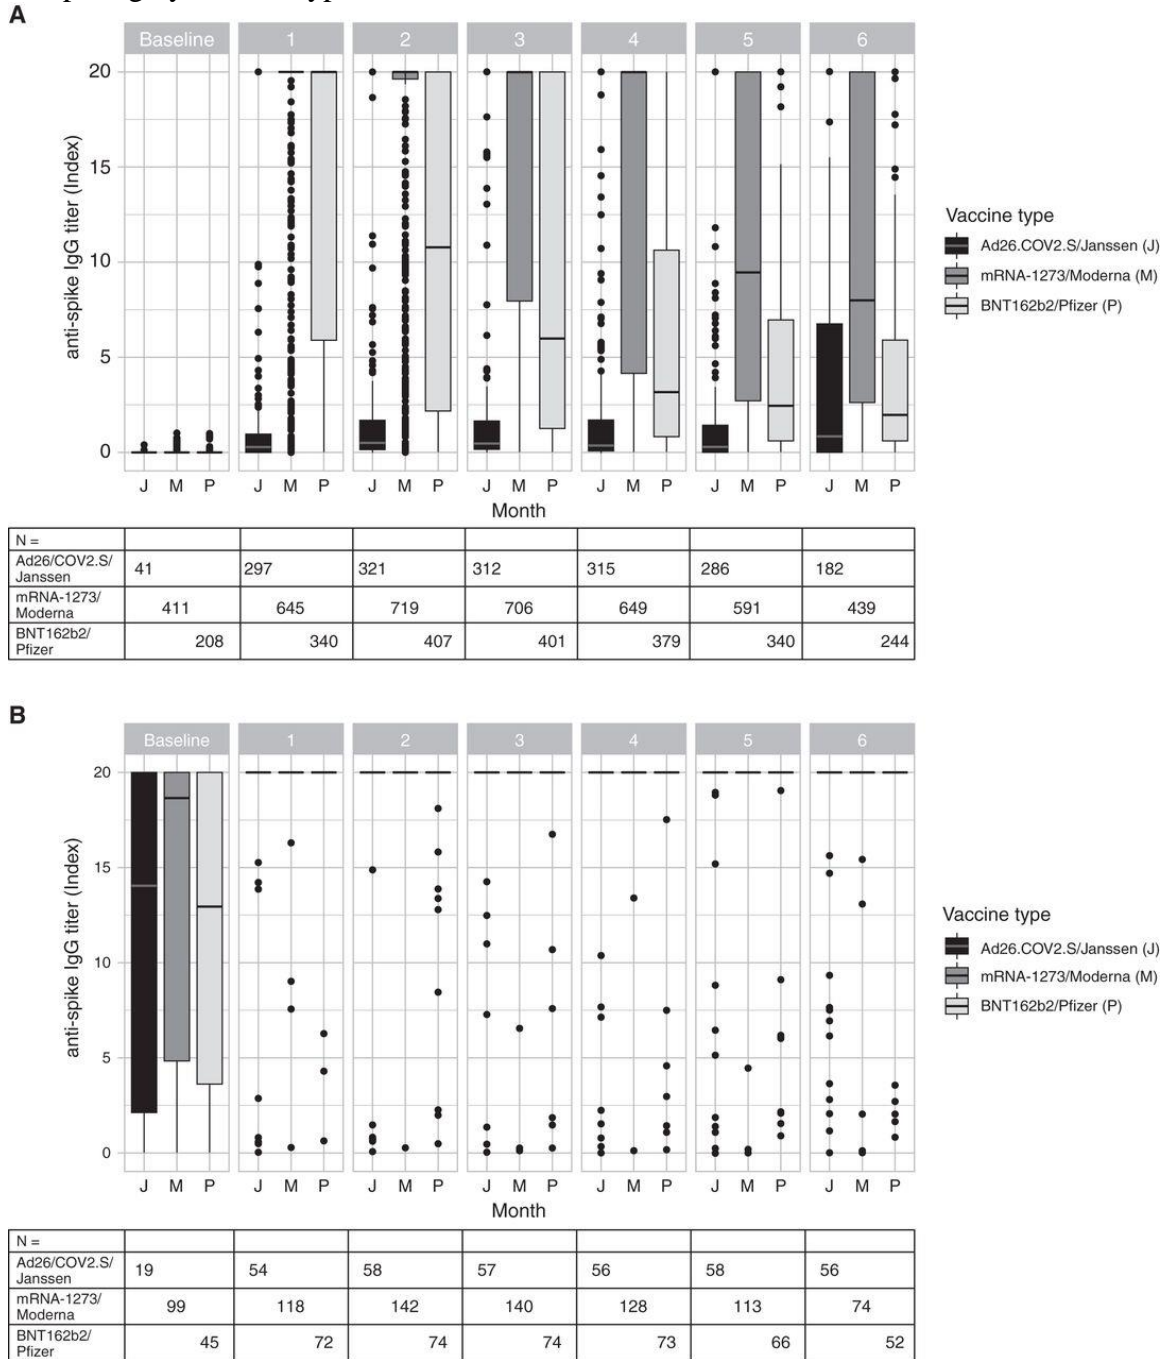 A
Baseline 1 2 3 4 5 6
anti-spike IgG titer (Index)
20
15
10
5
0
J M P J M P J M P J M P J M P J M P J M P
Month
Vaccine type
Ad26.COV2.S/Janssen (J)
mRNA-1273/Moderna (M)
BNT162b2/Pfizer (P)
N =
Ad26/COV2.S/
Janssen 41 297 321 312 315 286 182
mRNA-1273/
Moderna 411 645 719 706 649 591 439
BNT162b2/
Pfizer 208 340 407 401 379 340 244
B
Baseline 1 2 3 4 5 6
anti-spike IgG titer (Index)
20
15
10
5
0
J M P J M P J M P J M P J M P J M P J M P
Month
Vaccine type
Ad26.COV2.S/Janssen (J)
mRNA-1273/Moderna (M)
BNT162b2/Pfizer (P)
N =
Ad26/COV2.S/
Janssen 19 54 58 57 56 58 56
mRNA-1273/
Moderna 99 118 142 140 128 113 74
BNT162b2/
Pfizer 45 72 74 74 73 66 52